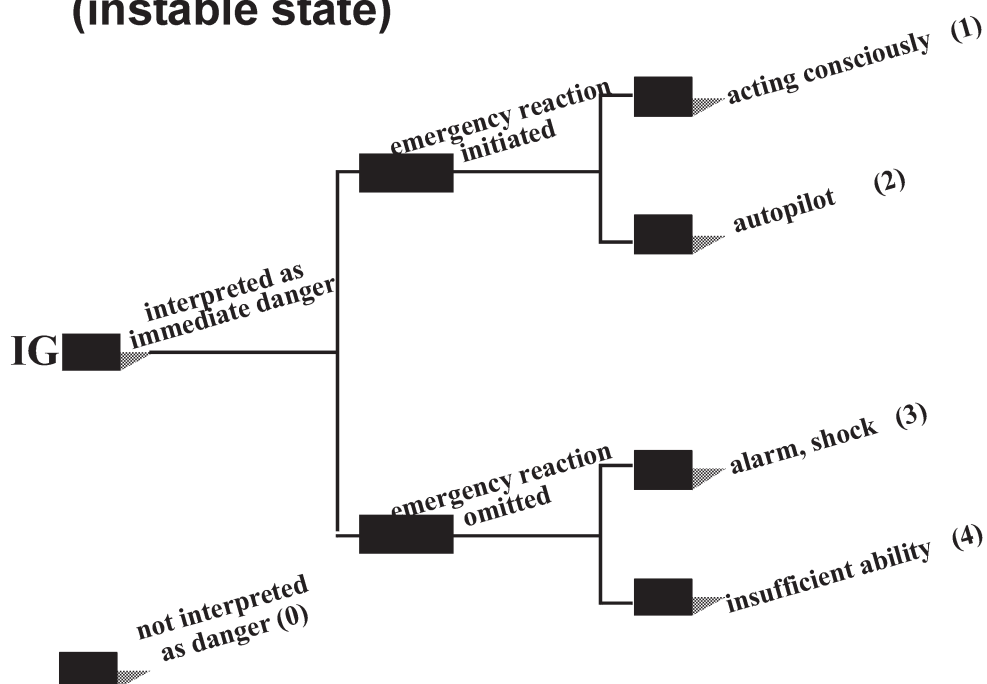 (instable state)
acting consciously (1)
emergency reaction
initiated
autopilot (2)
interpreted as
immediate danger
IG
alarm, shock (3)
emergency reaction
omitted
insufficient ability (4)
not interpreted
as danger (0)